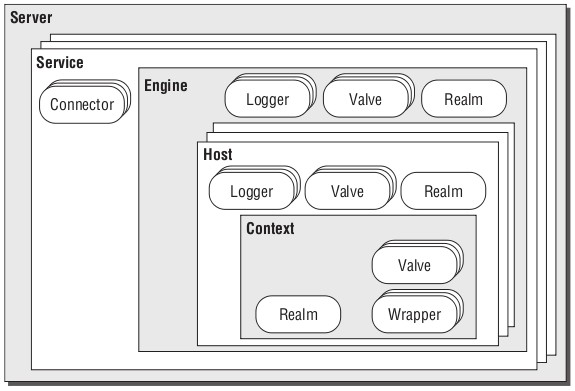 Server
Service
Connector
Engine
Logger
Valve
Realm
Host
Logger
Valve
Realm
Context
Valve
Realm
Wrapper